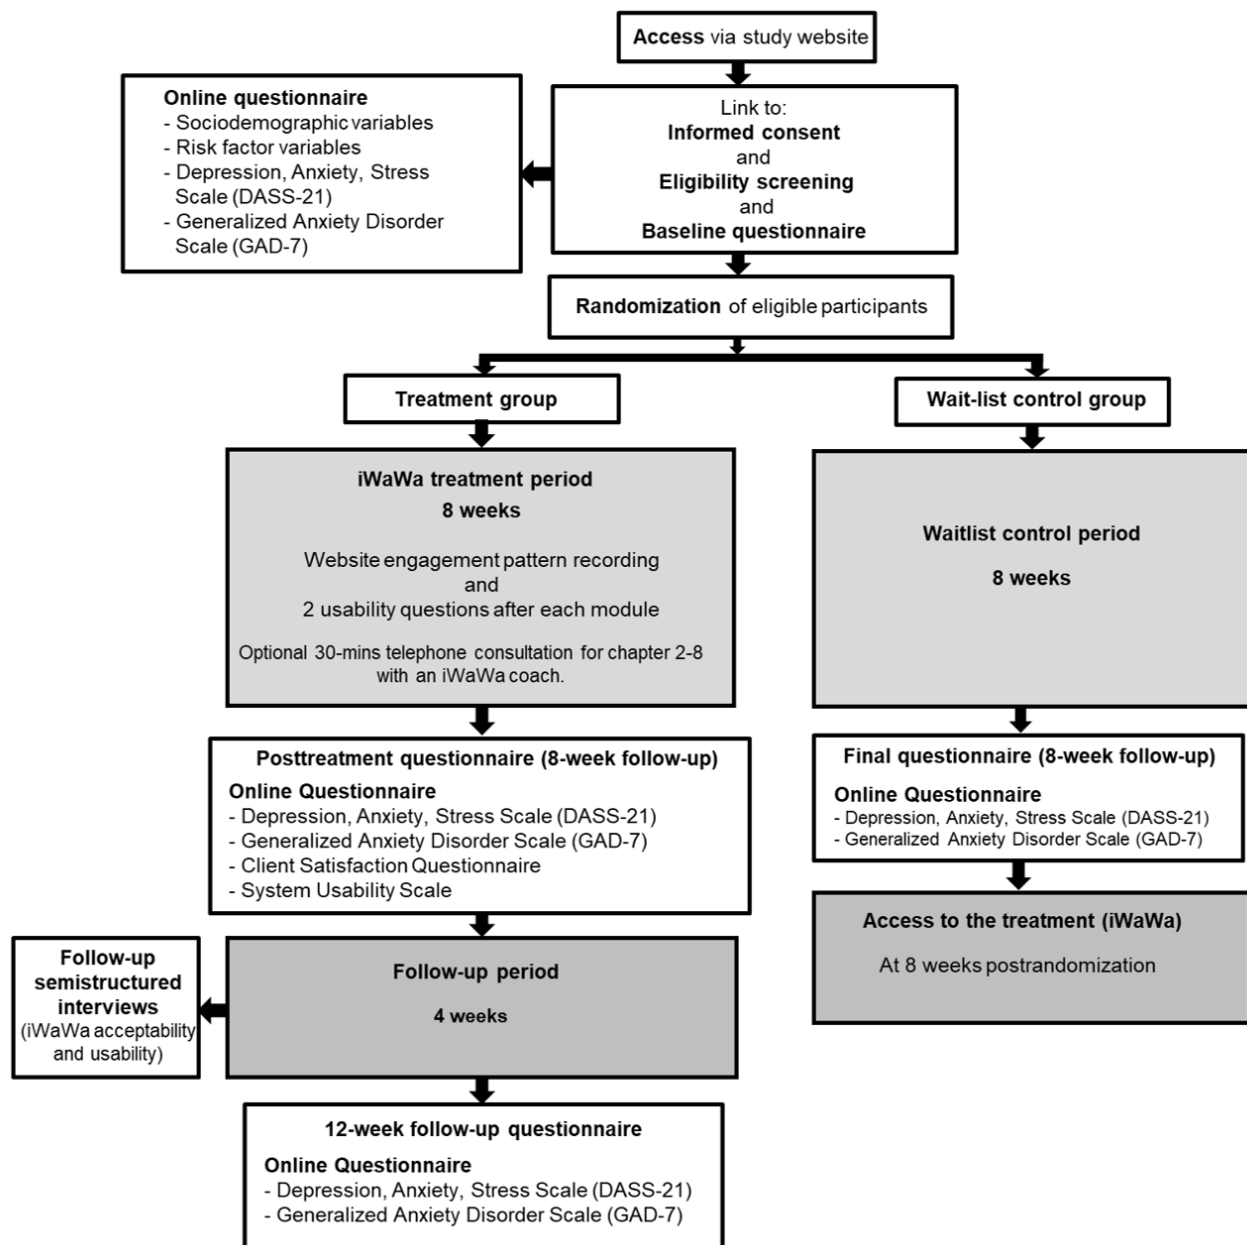 Access via study website
Online questionnaire
- Sociodemographic variables
- Risk factor variables
- Depression, Anxiety, Stress
Scale (DASS-21)
- Generalized Anxiety Disorder
Scale (GAD-7)
Link to:
Informed consent
and
Eligibility screening
and
Baseline questionnaire
Randomization of eligible participants
Treatment group
Wait-list control group
iWaWa treatment period
8 weeks
Website engagement pattern recording
and
2 usability questions after each module
Optional 30-mins telephone consultation for chapter 2-8
with an iWaWa coach.
Waitlist control period
8 weeks
Posttreatment questionnaire (8-week follow-up)
Online Questionnaire
- Depression, Anxiety, Stress Scale (DASS-21)
- Generalized Anxiety Disorder Scale (GAD-7)
- Client Satisfaction Questionnaire
- System Usability Scale
Final questionnaire (8-week follow-up)
Online Questionnaire
- Depression, Anxiety, Stress Scale (DASS-21)
- Generalized Anxiety Disorder Scale (GAD-7)
Access to the treatment (iWaWa)
At 8 weeks postrandomization
Follow-up
semistructured
interviews
(iWaWa acceptability
and usability)
Follow-up period
4 weeks
12-week follow-up questionnaire
Online Questionnaire
- Depression, Anxiety, Stress Scale (DASS-21)
- Generalized Anxiety Disorder Scale (GAD-7)